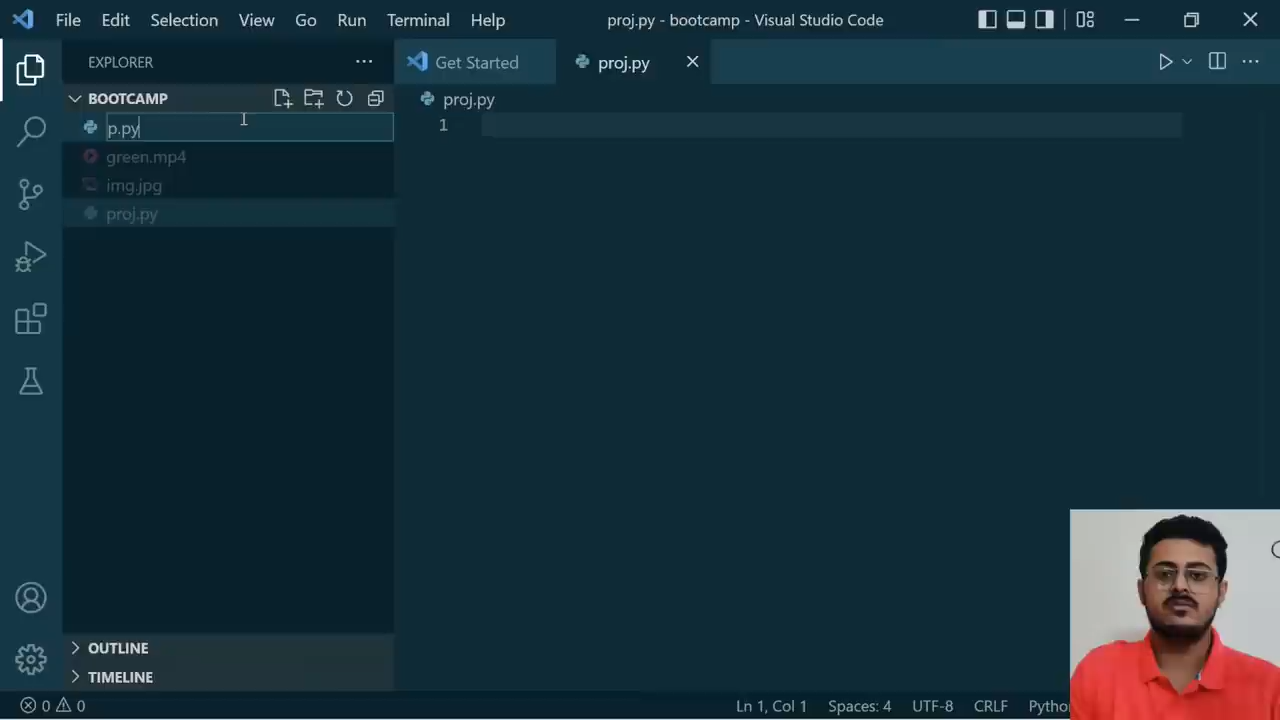 File Edit Selection View Go Run Terminal Help proj.py - bootcamp - Visual Studio Code
EXPLORER ··· Get Started proj.py
BOOTCAMP
proj.py
p.py
1
green.mp4
img.jpg
proj.py
OUTLINE
TIMELINE
0 0 Ln 1, Col 1 Spaces: 4 UTF-8 CRLF Python